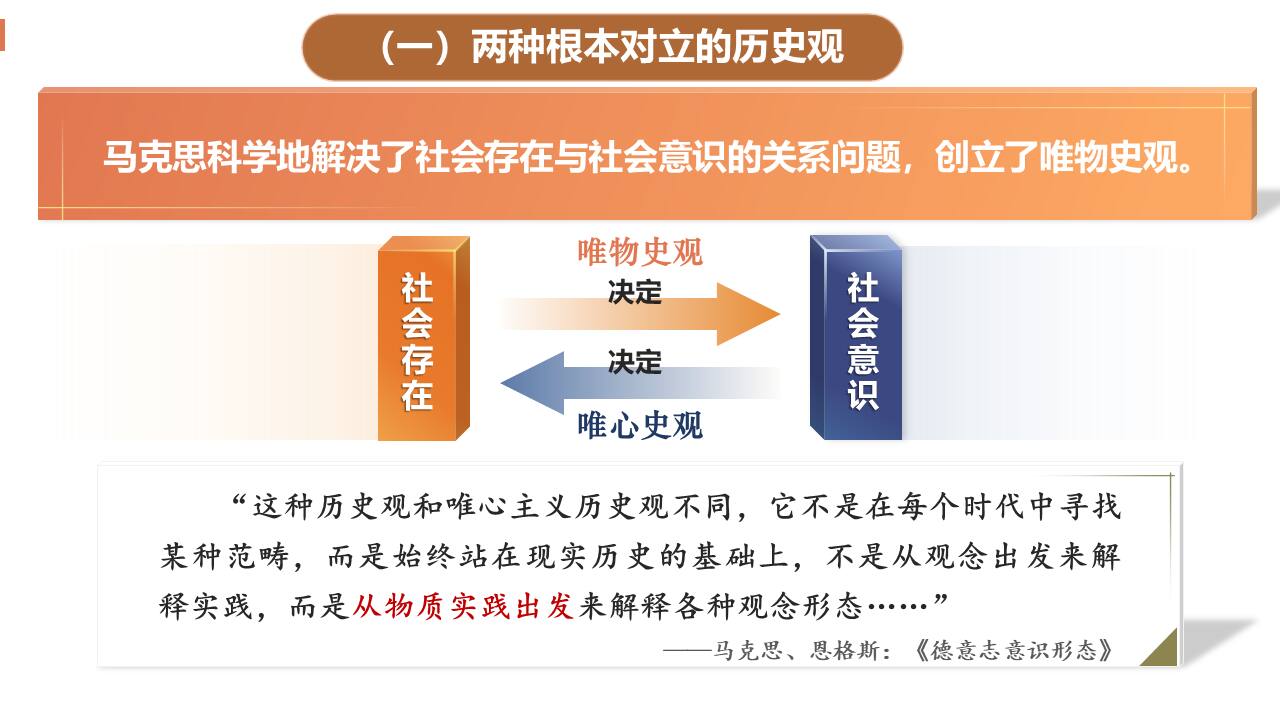 （一）两种根本对立的历史观
马克思科学地解决了社会存在与社会意识的关系问题，创立了唯物史观。
社会存在
唯物史观
决定
决定
唯心史观
社会意识
“这种历史观和唯心主义历史观不同，它不是在每个时代中寻找
某种范畴，而是始终站在现实历史的基础上，不是从观念出发来解
释实践，而是从物质实践出发来解释各种观念形态……”
——马克思、恩格斯：《德意志意识形态》